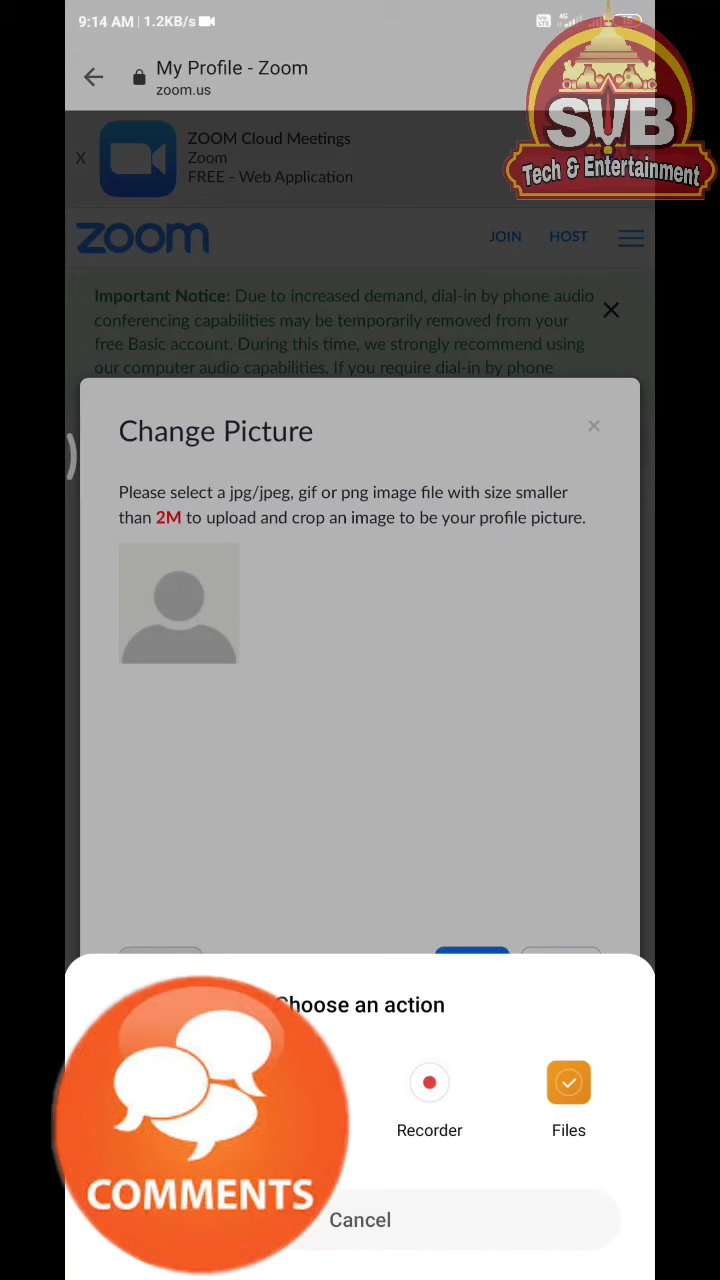 9:14 AM | 1.2KB/s
4G
My Profile - Zoom
zoom.us
SVB
Tech & Entertainment
X
ZOOM Cloud Meetings
Zoom
FREE - Web Application
zoom
JOIN
HOST
Important Notice: Due to increased demand, dial-in by phone audio
conferencing capabilities may be temporarily removed from your
free Basic account. During this time, we strongly recommend using
our computer audio capabilities. If you require dial-in by phone
Change Picture
×
Please select a jpg/jpeg, gif or png image file with size smaller
than 2M to upload and crop an image to be your profile picture.
Choose an action
Recorder
Files
COMMENTS
Cancel